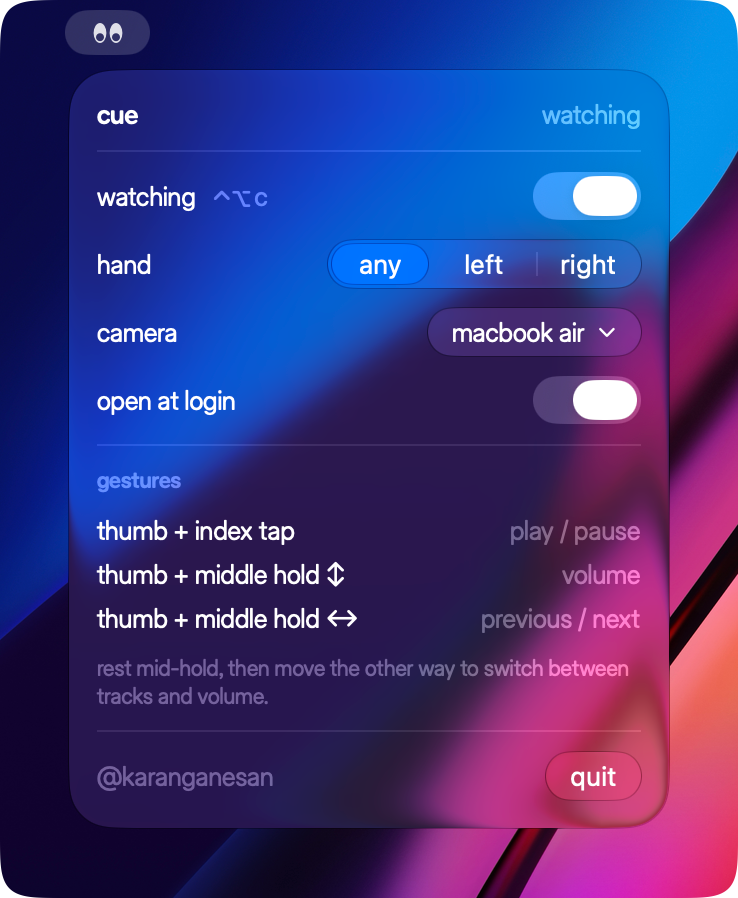 cue watching
watching ^⌥C
hand any left right
camera macbook air
open at login
gestures
thumb + index tap play / pause
thumb + middle hold ↕ volume
thumb + middle hold ↔ previous / next
rest mid-hold, then move the other way to switch between
tracks and volume.
@karanganesan quit